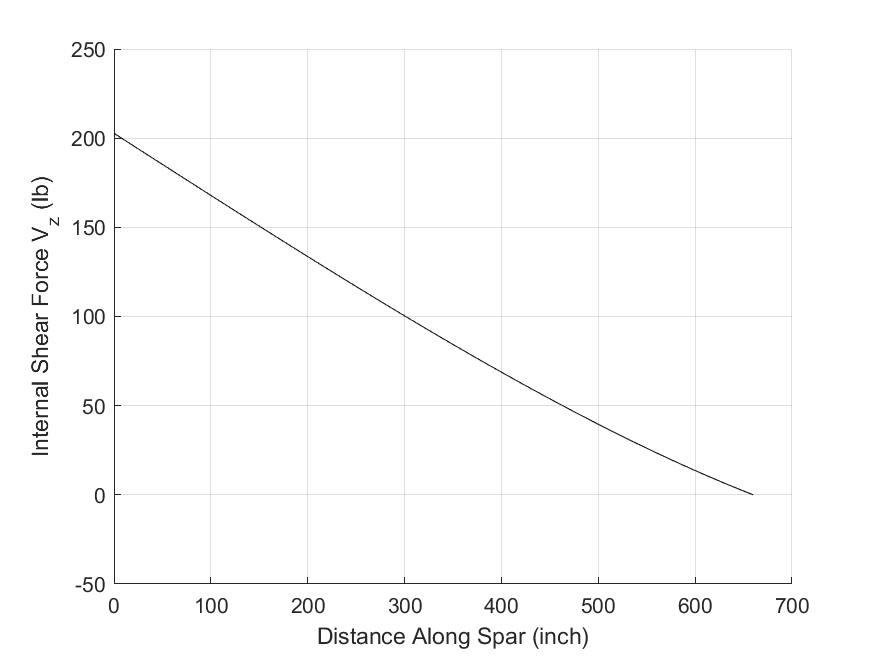 250
200
150
100
50
0
-50
0 100 200 300 400 500 600 700
Distance Along Spar (inch)
Internal Shear Force V_z (lb)